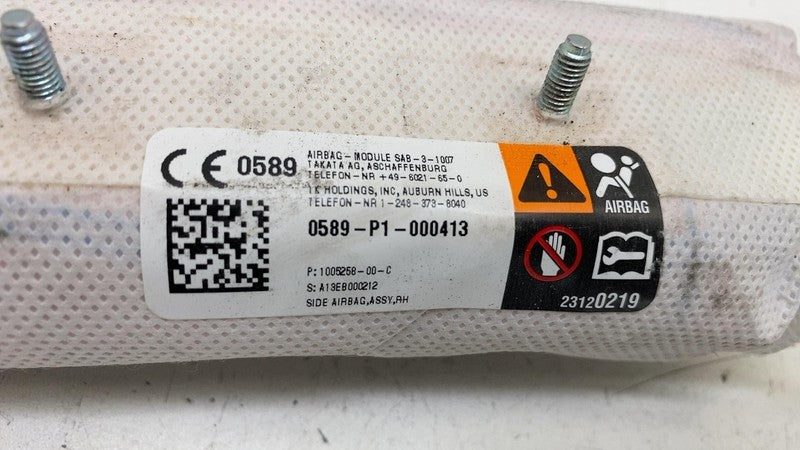 CE 0589
AIRBAG-MODULE SAB-3-1007
TAKATA AG, ASCHAFFENBURG
TELEFON-NR +49-6021-65-0
TK HOLDINGS, INC, AUBURN HILLS, US
TELEFON-NR 1-248-373-8040
0589-P1-000413
P: 1005258-00-C
S: A13EB000212
SIDE AIRBAG,ASSY,RH
AIRBAG
23120219